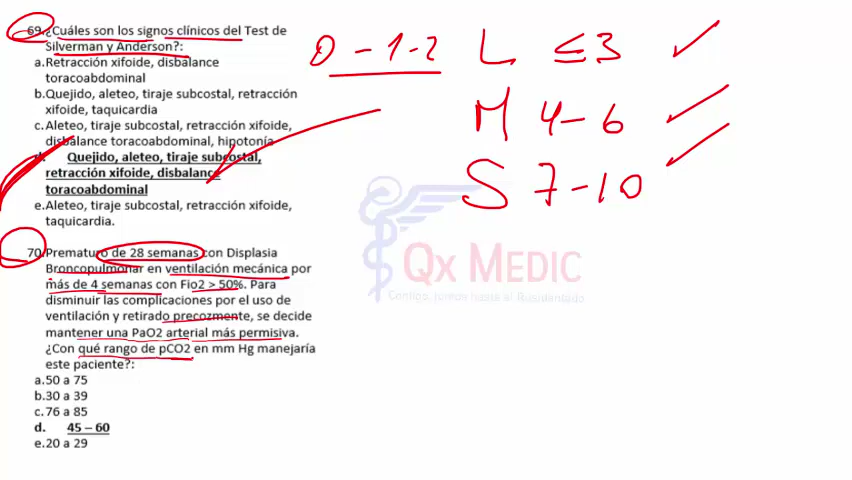 69.¿Cuáles son los signos clínicos del Test de
Silverman y Anderson?:
a.Retracción xifoide, disbalance
toracoabdominal
b.Quejido, aleteo, tiraje subcostal, retracción
xifoide, taquicardia
c.Aleteo, tiraje subcostal, retracción xifoide,
disbalance toracoabdominal, hipotonía
d. Quejido, aleteo, tiraje subcostal,
retracción xifoide, disbalance
toracoabdominal
e.Aleteo, tiraje subcostal, retracción xifoide,
taquicardia.
70.Prematuro de 28 semanas con Displasia
Broncopulmonar en ventilación mecánica por
más de 4 semanas con Fio2 > 50%. Para
disminuir las complicaciones por el uso de
ventilación y retirado precozmente, se decide
mantener una PaO2 arterial más permisiva.
¿Con qué rango de pCO2 en mm Hg manejaría
este paciente?:
a.50 a 75
b.30 a 39
c.76 a 85
d. 45 – 60
e.20 a 29
0 - 1 - 2 L ≤3
M 4 - 6
S 7 - 10
Qx MEDIC